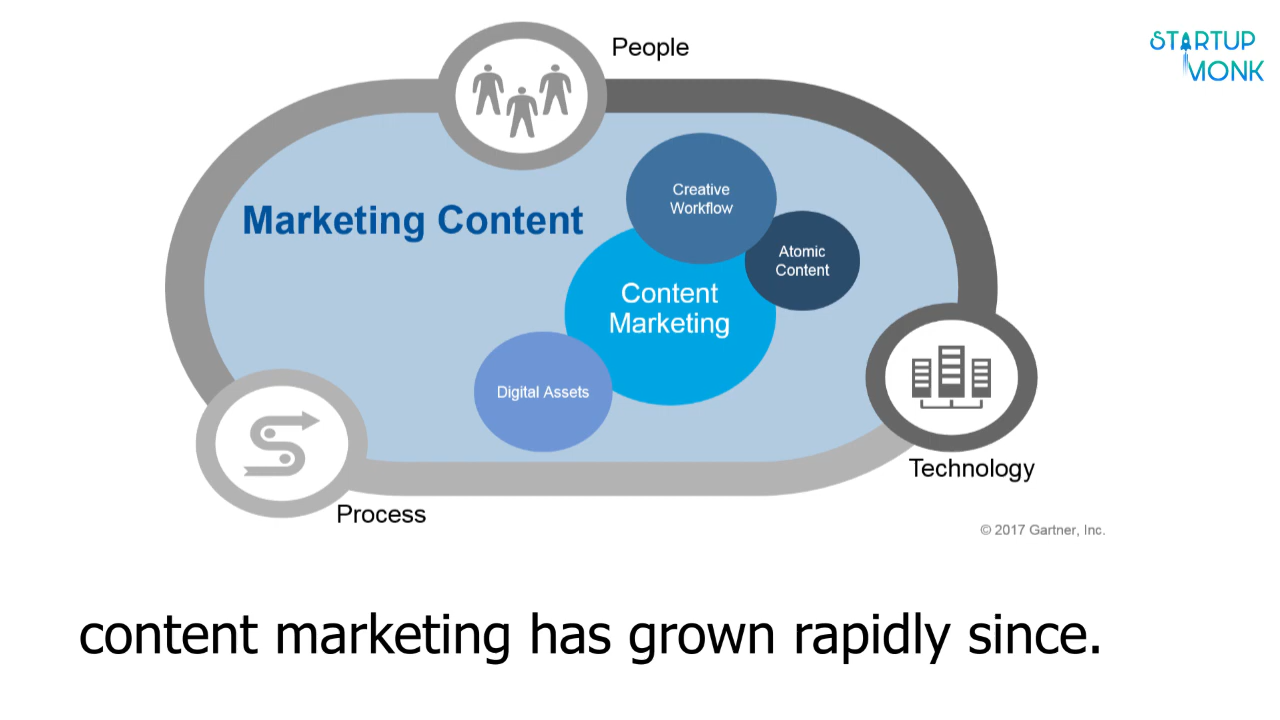 People
STARTUP
MONK
Marketing Content
Creative
Workflow
Atomic
Content
Content
Marketing
Digital Assets
Technology
Process
© 2017 Gartner, Inc.
content marketing has grown rapidly since.